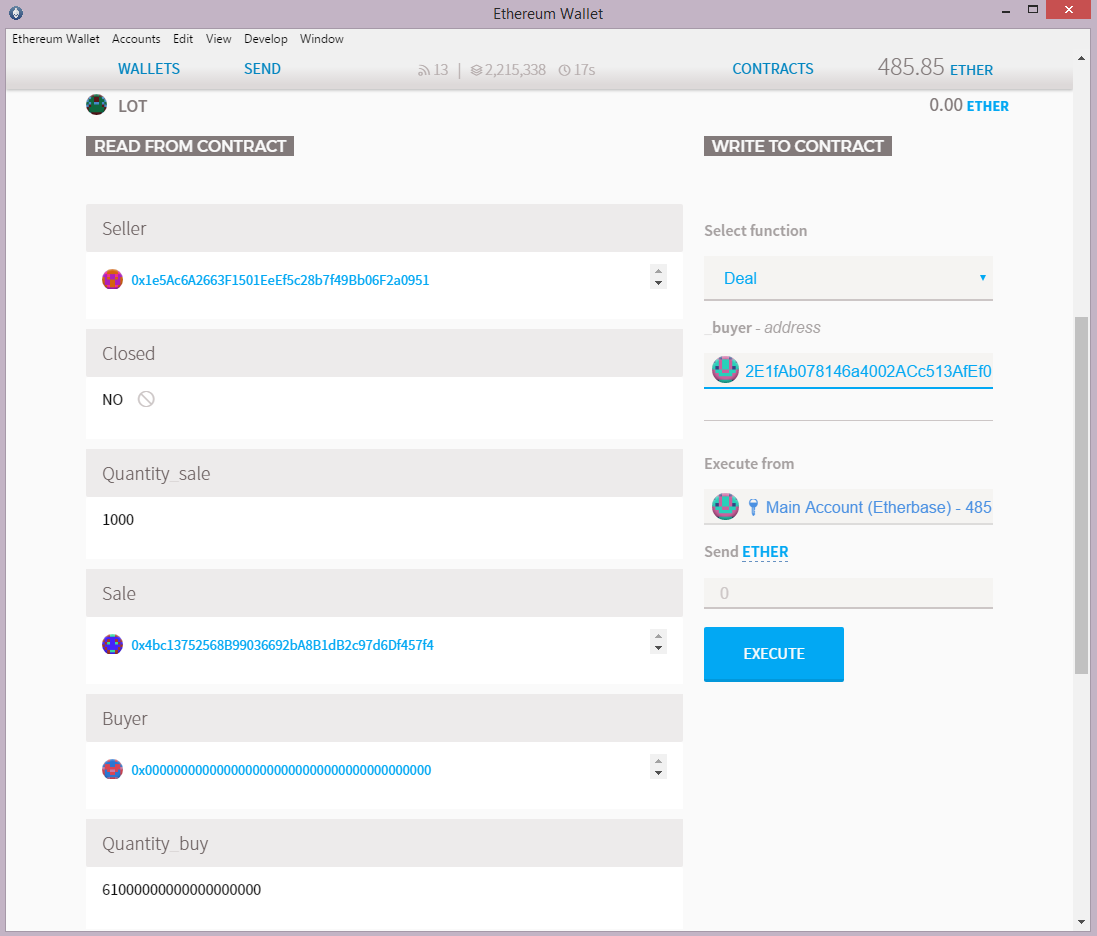 Ethereum Wallet
Ethereum Wallet Accounts Edit View Develop Window
WALLETS SEND 13 | 2,215,338 17s CONTRACTS 485.85 ETHER
LOT 0.00 ETHER
READ FROM CONTRACT
Seller
0x1e5Ac6A2663F1501EeEf5c28b7f49Bb06F2a0951
Closed
NO
Quantity_sale
1000
Sale
0x4bc13752568B99036692bA8B1dB2c97d6Df457f4
Buyer
0x0000000000000000000000000000000000000000
Quantity_buy
61000000000000000000
WRITE TO CONTRACT
Select function
Deal
_buyer - address
2E1fAb078146a4002ACc513AfEf0
Execute from
Main Account (Etherbase) - 485
Send ETHER
0
EXECUTE